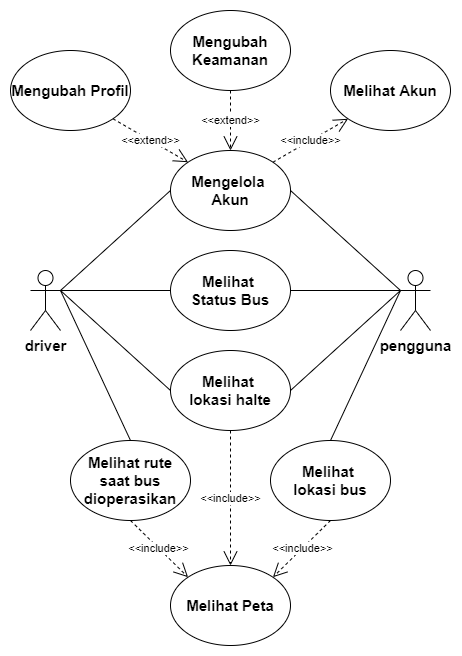 Mengubah
Keamanan
Mengubah Profil
Melihat Akun
<<extend>>
<<extend>>
<<include>>
Mengelola
Akun
Melihat
Status Bus
driver
pengguna
Melihat
lokasi halte
Melihat rute
saat bus
dioperasikan
Melihat
lokasi bus
<<include>>
<<include>>
<<include>>
Melihat Peta